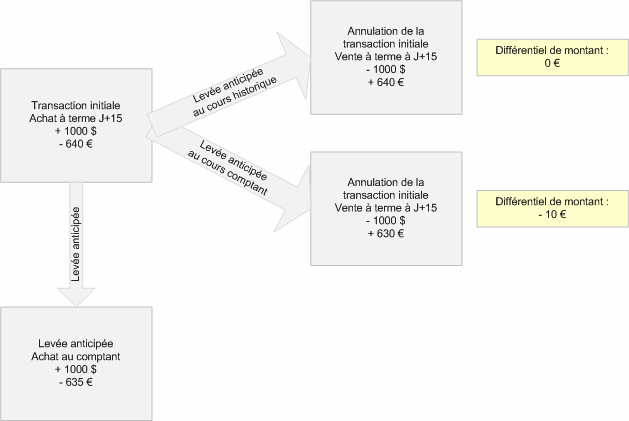 Transaction initiale
Achat à terme J+15
+ 1000 $
- 640 €
Levée anticipée
au cours historique
Annulation de la
transaction initiale
Vente à terme à J+15
- 1000 $
+ 640 €
Différentiel de montant :
0 €
Levée anticipée
au cours comptant
Annulation de la
transaction initiale
Vente à terme à J+15
- 1000 $
+ 630 €
Différentiel de montant :
- 10 €
Levée anticipée
Levée anticipée
Achat au comptant
+ 1000 $
- 635 €